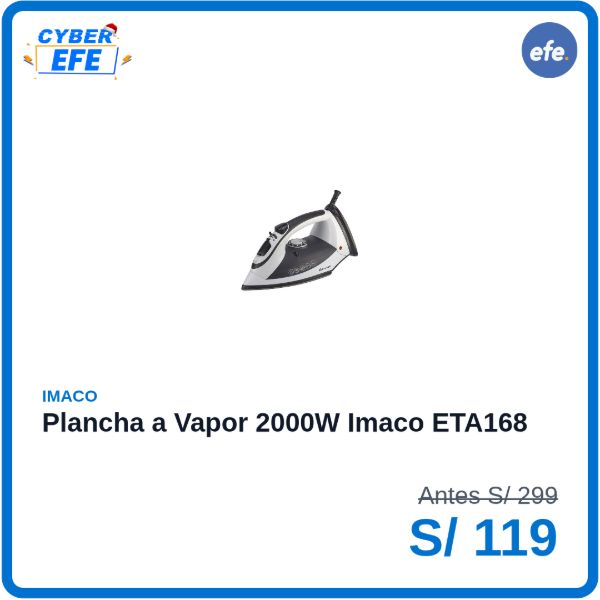 CYBER
EFE
efe.
IMACO
Plancha a Vapor 2000W Imaco ETA168
Antes S/ 299
S/ 119